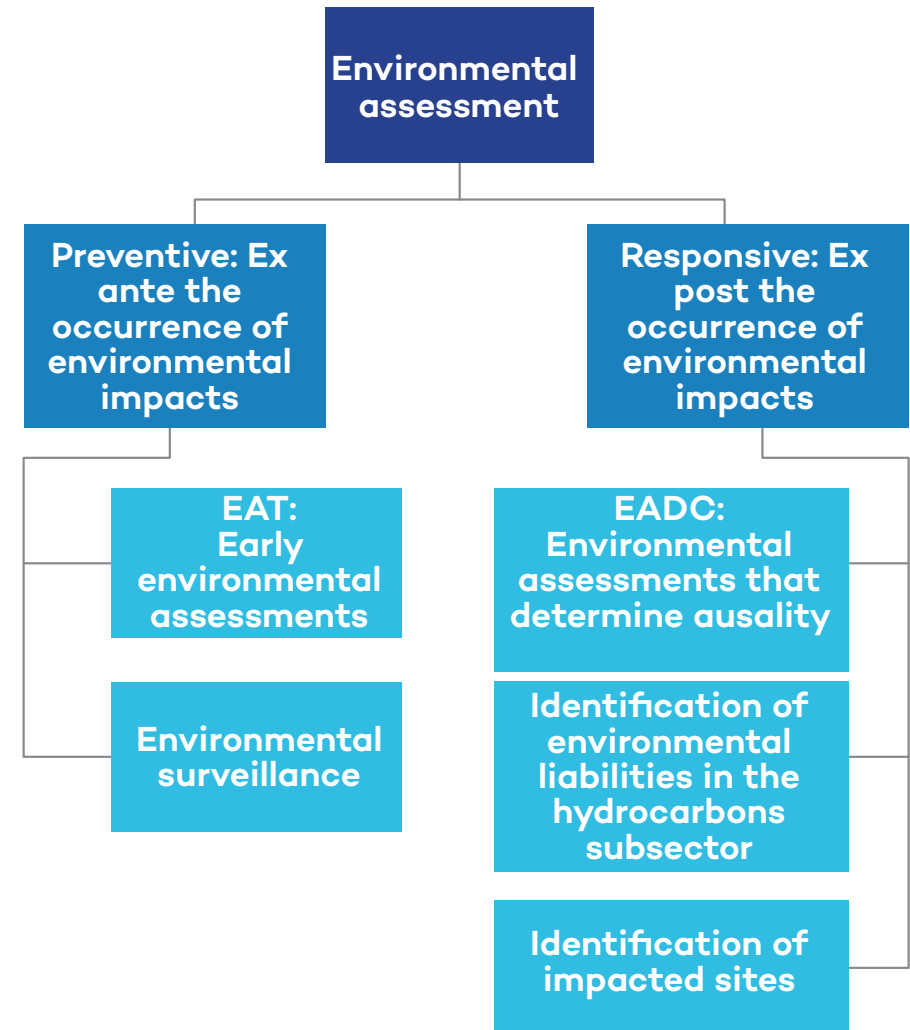 Environmental
assessment
Preventive: Ex
ante the
occurrence of
environmental
impacts
Responsive: Ex
post the
occurrence of
environmental
impacts
EAT:
Early
environmental
assessments
Environmental
surveillance
EADC:
Environmental
assessments that
determine ausality
Identification of
environmental
liabilities in the
hydrocarbons
subsector
Identification of
impacted sites